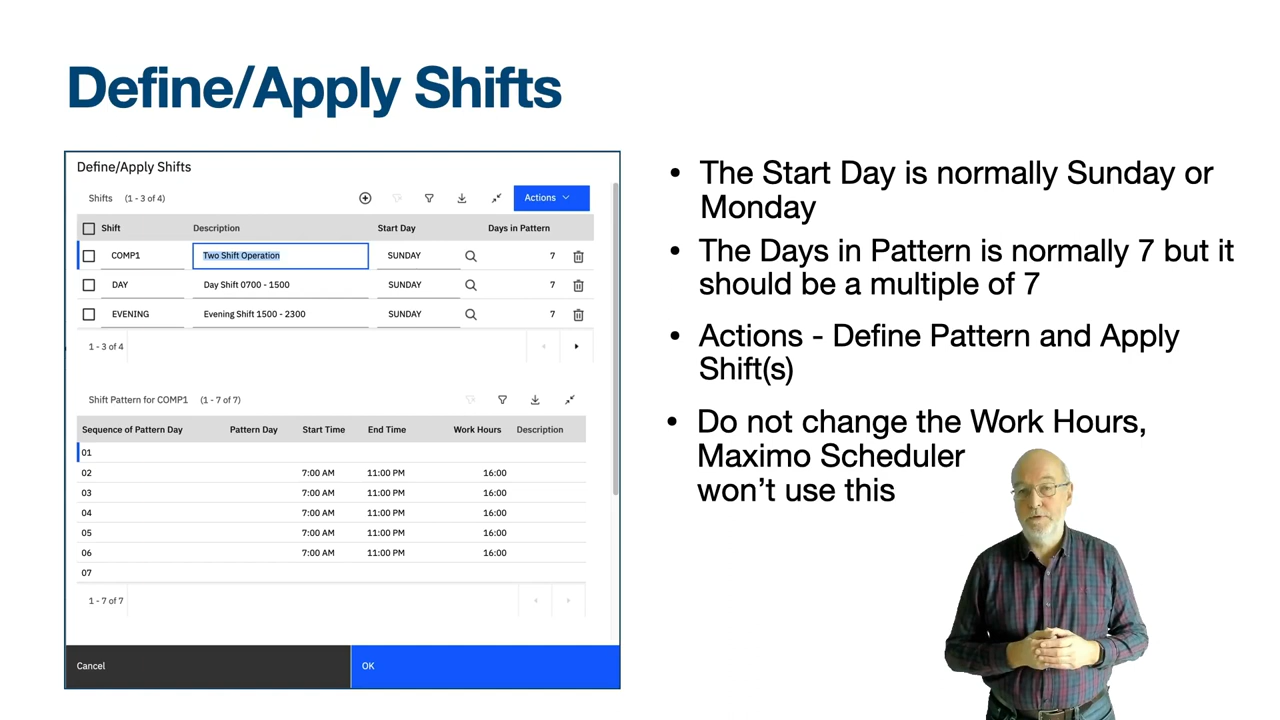 Define/Apply Shifts
Define/Apply Shifts
Shifts (1 - 3 of 4)
Actions
Shift Description Start Day Days in Pattern
COMP1 Two Shift Operation SUNDAY 7
DAY Day Shift 0700 - 1500 SUNDAY 7
EVENING Evening Shift 1500 - 2300 SUNDAY 7
1 - 3 of 4
Shift Pattern for COMP1 (1 - 7 of 7)
Sequence of Pattern Day Pattern Day Start Time End Time Work Hours Description
01
02 7:00 AM 11:00 PM 16:00
03 7:00 AM 11:00 PM 16:00
04 7:00 AM 11:00 PM 16:00
05 7:00 AM 11:00 PM 16:00
06 7:00 AM 11:00 PM 16:00
07
1 - 7 of 7
Cancel OK
• The Start Day is normally Sunday or
Monday
• The Days in Pattern is normally 7 but it
should be a multiple of 7
• Actions - Define Pattern and Apply
Shift(s)
• Do not change the Work Hours,
Maximo Scheduler
won't use this